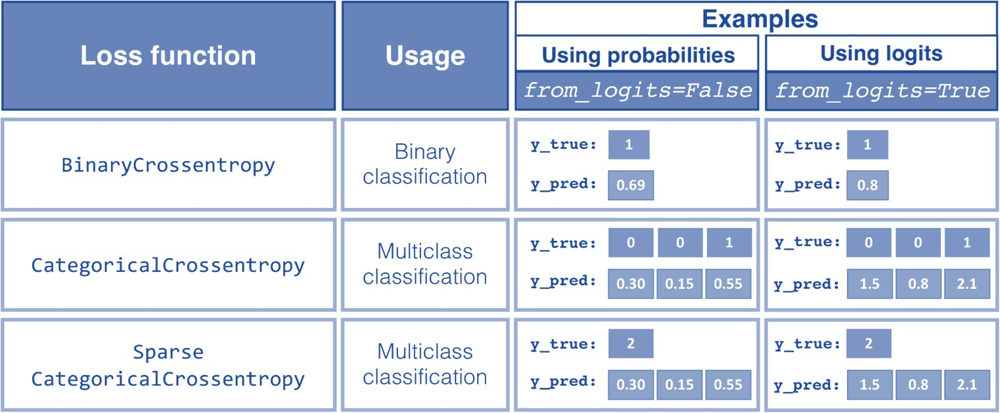 Loss function
Usage
Examples
Using probabilities
Using logits
from_logits=False
from_logits=True
BinaryCrossentropy
Binary
classification
y_true: 1
y_pred: 0.69
y_true: 1
y_pred: 0.8
CategoricalCrossentropy
Multiclass
classification
y_true: 0 0 1
y_pred: 0.30 0.15 0.55
y_true: 0 0 1
y_pred: 1.5 0.8 2.1
Sparse
CategoricalCrossentropy
Multiclass
classification
y_true: 2
y_pred: 0.30 0.15 0.55
y_true: 2
y_pred: 1.5 0.8 2.1